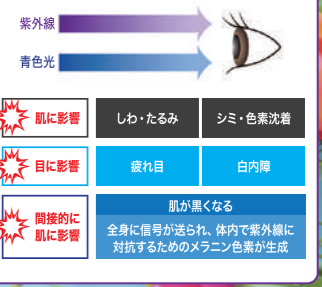 紫外線
青色光
肌に影響
しわ・たるみ
シミ・色素沈着
目に影響
疲れ目
白内障
間接的に
肌に影響
肌が黒くなる
全身に信号が送られ、体内で紫外線に
対抗するためのメラニン色素が生成